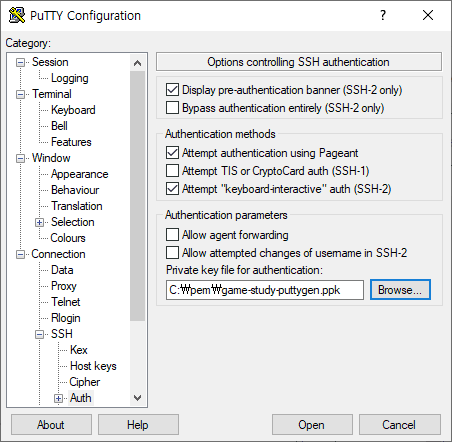 PuTTY Configuration
?
Category:
Session
Logging
Terminal
Keyboard
Bell
Features
Window
Appearance
Behaviour
Translation
Selection
Colours
Connection
Data
Proxy
Telnet
Rlogin
SSH
Kex
Host keys
Cipher
Auth
Options controlling SSH authentication
Display pre-authentication banner (SSH-2 only)
Bypass authentication entirely (SSH-2 only)
Authentication methods
Attempt authentication using Pageant
Attempt TIS or CryptoCard auth (SSH-1)
Attempt "keyboard-interactive" auth (SSH-2)
Authentication parameters
Allow agent forwarding
Allow attempted changes of username in SSH-2
Private key file for authentication:
C:₩pem₩game-study-puttygen.ppk
Browse...
About
Help
Open
Cancel